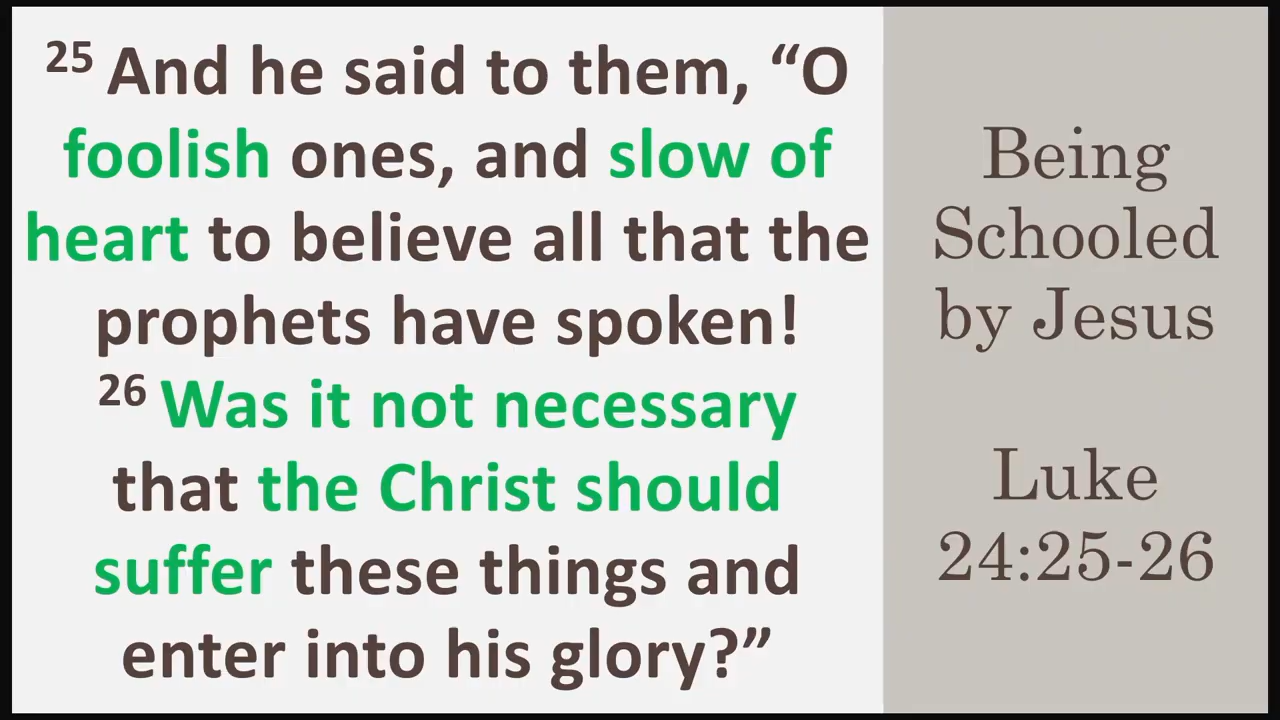 25 And he said to them, “O
foolish ones, and slow of
heart to believe all that the
prophets have spoken!
26 Was it not necessary
that the Christ should
suffer these things and
enter into his glory?”
Being
Schooled
by Jesus
Luke
24:25-26